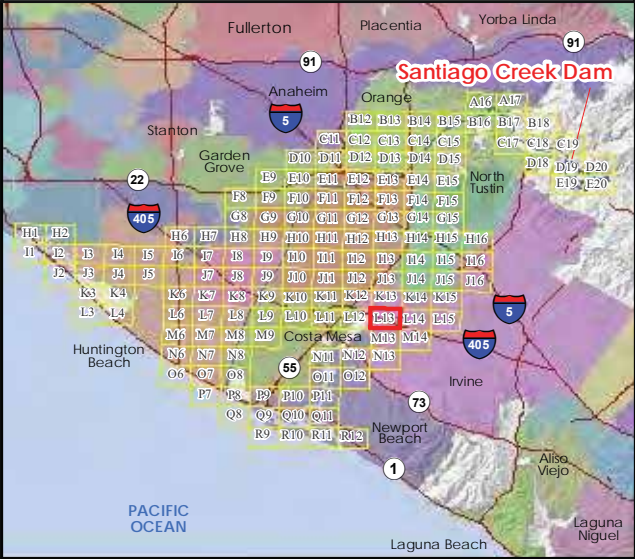 Fullerton
Placentia
Yorba Linda
91
91
Santiago Creek Dam
Anaheim
Orange
A16 A17
5
B12 B13 B14 B15 B16 B17 B18
Stanton
C11 C12 C13 C14 C15 C17 C18 C19
Garden
Grove
D10 D11 D12 D13 D14 D15 D18 D19 D20
22
E9 E10 E11 E12 E13 E14 E15 E19 E20
North
Tustin
F8 F9 F10 F11 F12 F13 F14 F15
405
G8 G9 G10 G11 G12 G13 G14 G15
H1 H2 H6 H7 H8 H9 H10 H11 H12 H13 H14 H15 H16
I1 I2 I3 I4 I5 I6 I7 I8 I9 I10 I11 I12 I13 I14 I15 I16
J2 J3 J4 J5 J7 J8 J9 J10 J11 J12 J13 J14 J15 J16
K3 K4 K6 K7 K8 K9 K10 K11 K12 K13 K14 K15
5
L3 L4 L6 L7 L8 L9 L10 L11 L12 L13 L14 L15
M6 M7 M8 M9 Costa Mesa M13 M14
405
Huntington
Beach
N6 N7 N8 N11 N12 N13
55
O6 O7 O8 O11 O12
Irvine
P7 P8 P9 P10 P11
73
Q8 Q9 Q10 Q11
Newport
Beach
R9 R10 R11 R12
1
Aliso
Viejo
PACIFIC
OCEAN
Laguna
Niguel
Laguna Beach